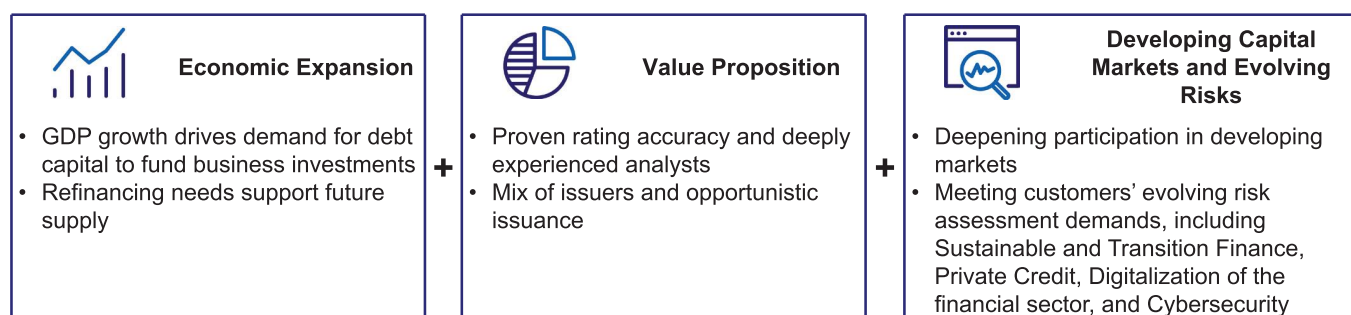 Economic Expansion
• GDP growth drives demand for debt
capital to fund business investments
• Refinancing needs support future
supply
+
Value Proposition
• Proven rating accuracy and deeply
experienced analysts
• Mix of issuers and opportunistic
issuance
+
Developing Capital
Markets and Evolving
Risks
• Deepening participation in developing
markets
• Meeting customers’ evolving risk
assessment demands, including
Sustainable and Transition Finance,
Private Credit, Digitalization of the
financial sector, and Cybersecurity